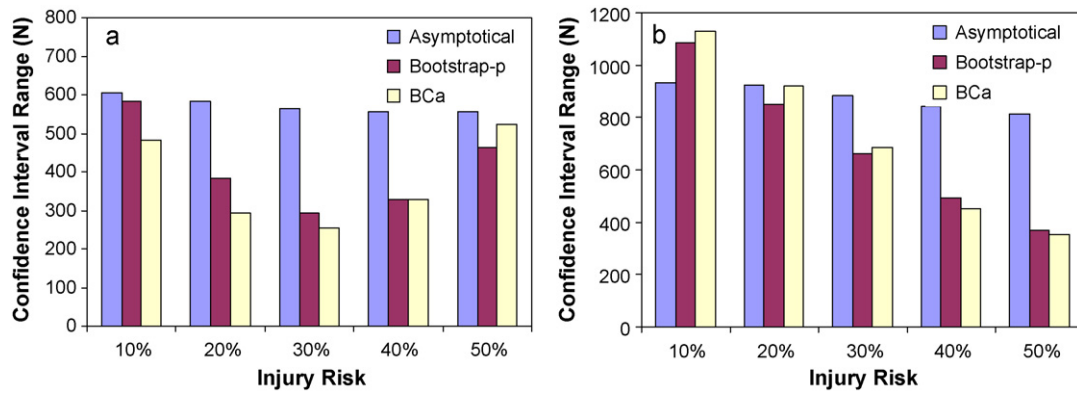 a
Confidence Interval Range (N)
800
700
600
500
400
300
200
100
0
Asymptotical
Bootstrap-p
BCa
10% 20% 30% 40% 50%
Injury Risk
b
Confidence Interval Range (N)
1200
1000
800
600
400
200
0
Asymptotical
Bootstrap-p
BCa
10% 20% 30% 40% 50%
Injury Risk